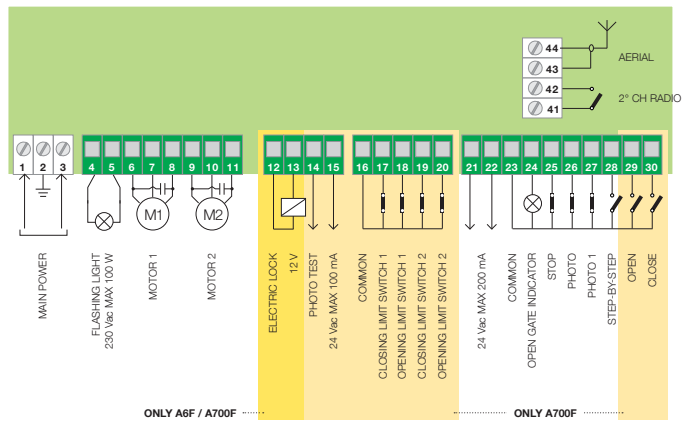 44
AERIAL
43
42
2° CH RADIO
41
1 2 3 4 5 6 7 8 9 10 11 12 13 14 15 16 17 18 19 20 21 22 23 24 25 26 27 28 29 30
M1 M2
MAIN POWER
FLASHING LIGHT
230 Vac MAX 100 W
MOTOR 1
MOTOR 2
ELECTRIC LOCK
12 V
PHOTO TEST
24 Vac MAX 100 mA
COMMON
CLOSING LIMIT SWITCH 1
OPENING LIMIT SWITCH 1
CLOSING LIMIT SWITCH 2
OPENING LIMIT SWITCH 2
24 Vac MAX 200 mA
COMMON
OPEN GATE INDICATOR
STOP
PHOTO
PHOTO 1
STEP-BY-STEP
OPEN
CLOSE
ONLY A6F / A700F
ONLY A700F